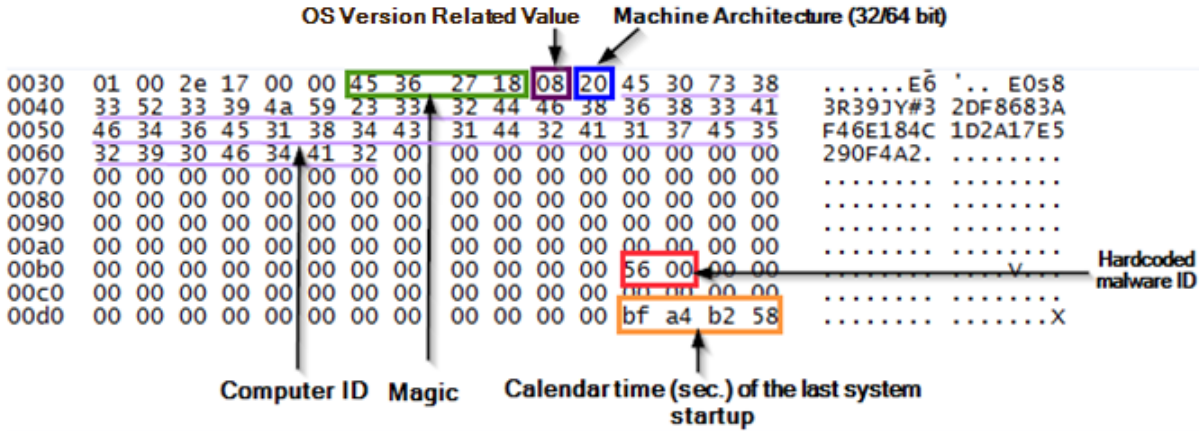 OS Version Related Value Machine Architecture (32/64 bit)
0030 01 00 2e 17 00 00 45 36 27 18 08 20 45 30 73 38 ......E6 '.. E0s8
0040 33 52 33 39 4a 59 23 33 32 44 46 38 36 38 33 41 3R39JY#3 2DF8683A
0050 46 34 36 45 31 38 34 43 31 44 32 41 31 37 45 35 F46E184C 1D2A17E5
0060 32 39 30 46 34 41 32 00 00 00 00 00 00 00 00 00 290F4A2. ........
0070 00 00 00 00 00 00 00 00 00 00 00 00 00 00 00 00 ........ ........
0080 00 00 00 00 00 00 00 00 00 00 00 00 00 00 00 00 ........ ........
0090 00 00 00 00 00 00 00 00 00 00 00 00 00 00 00 00 ........ ........
00a0 00 00 00 00 00 00 00 00 00 00 00 00 00 00 00 00 ........ ........
00b0 00 00 00 00 00 00 00 00 00 00 00 00 56 00 00 00 ........ ....V...
00c0 00 00 00 00 00 00 00 00 00 00 00 00 00 00 00 00 ........ ........
00d0 00 00 00 00 00 00 00 00 00 00 00 00 bf a4 b2 58 ........ .......X
Hardcoded
malware ID
Computer ID Magic Calendar time (sec.) of the last system
startup